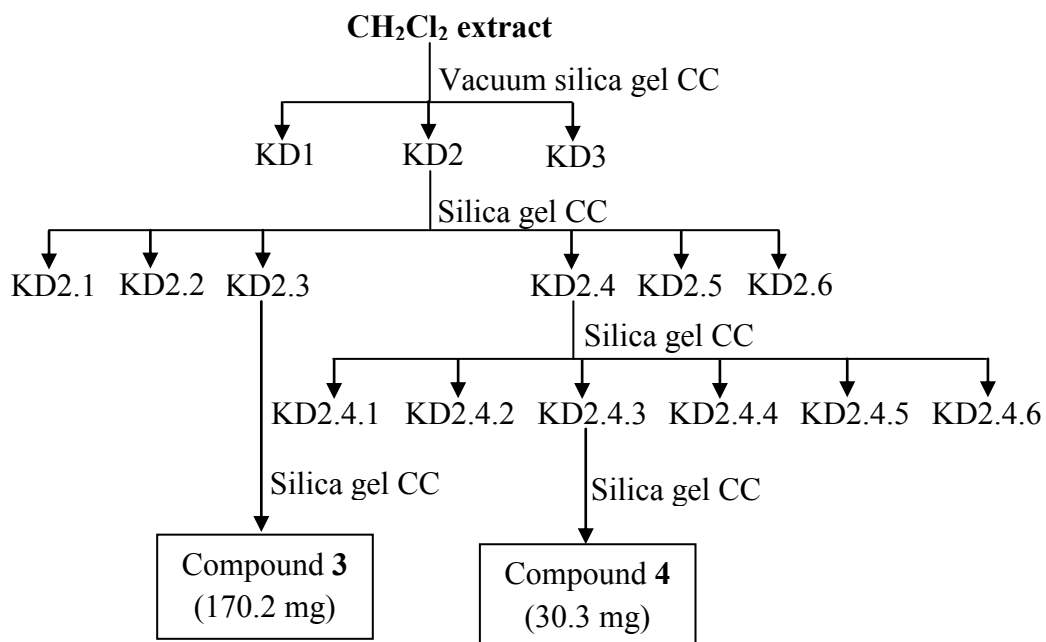 CH₂Cl₂ extract
Vacuum silica gel CC
KD1 KD2 KD3
Silica gel CC
KD2.1 KD2.2 KD2.3 KD2.4 KD2.5 KD2.6
Silica gel CC
KD2.4.1 KD2.4.2 KD2.4.3 KD2.4.4 KD2.4.5 KD2.4.6
Silica gel CC Silica gel CC
Compound 3
(170.2 mg)
Compound 4
(30.3 mg)